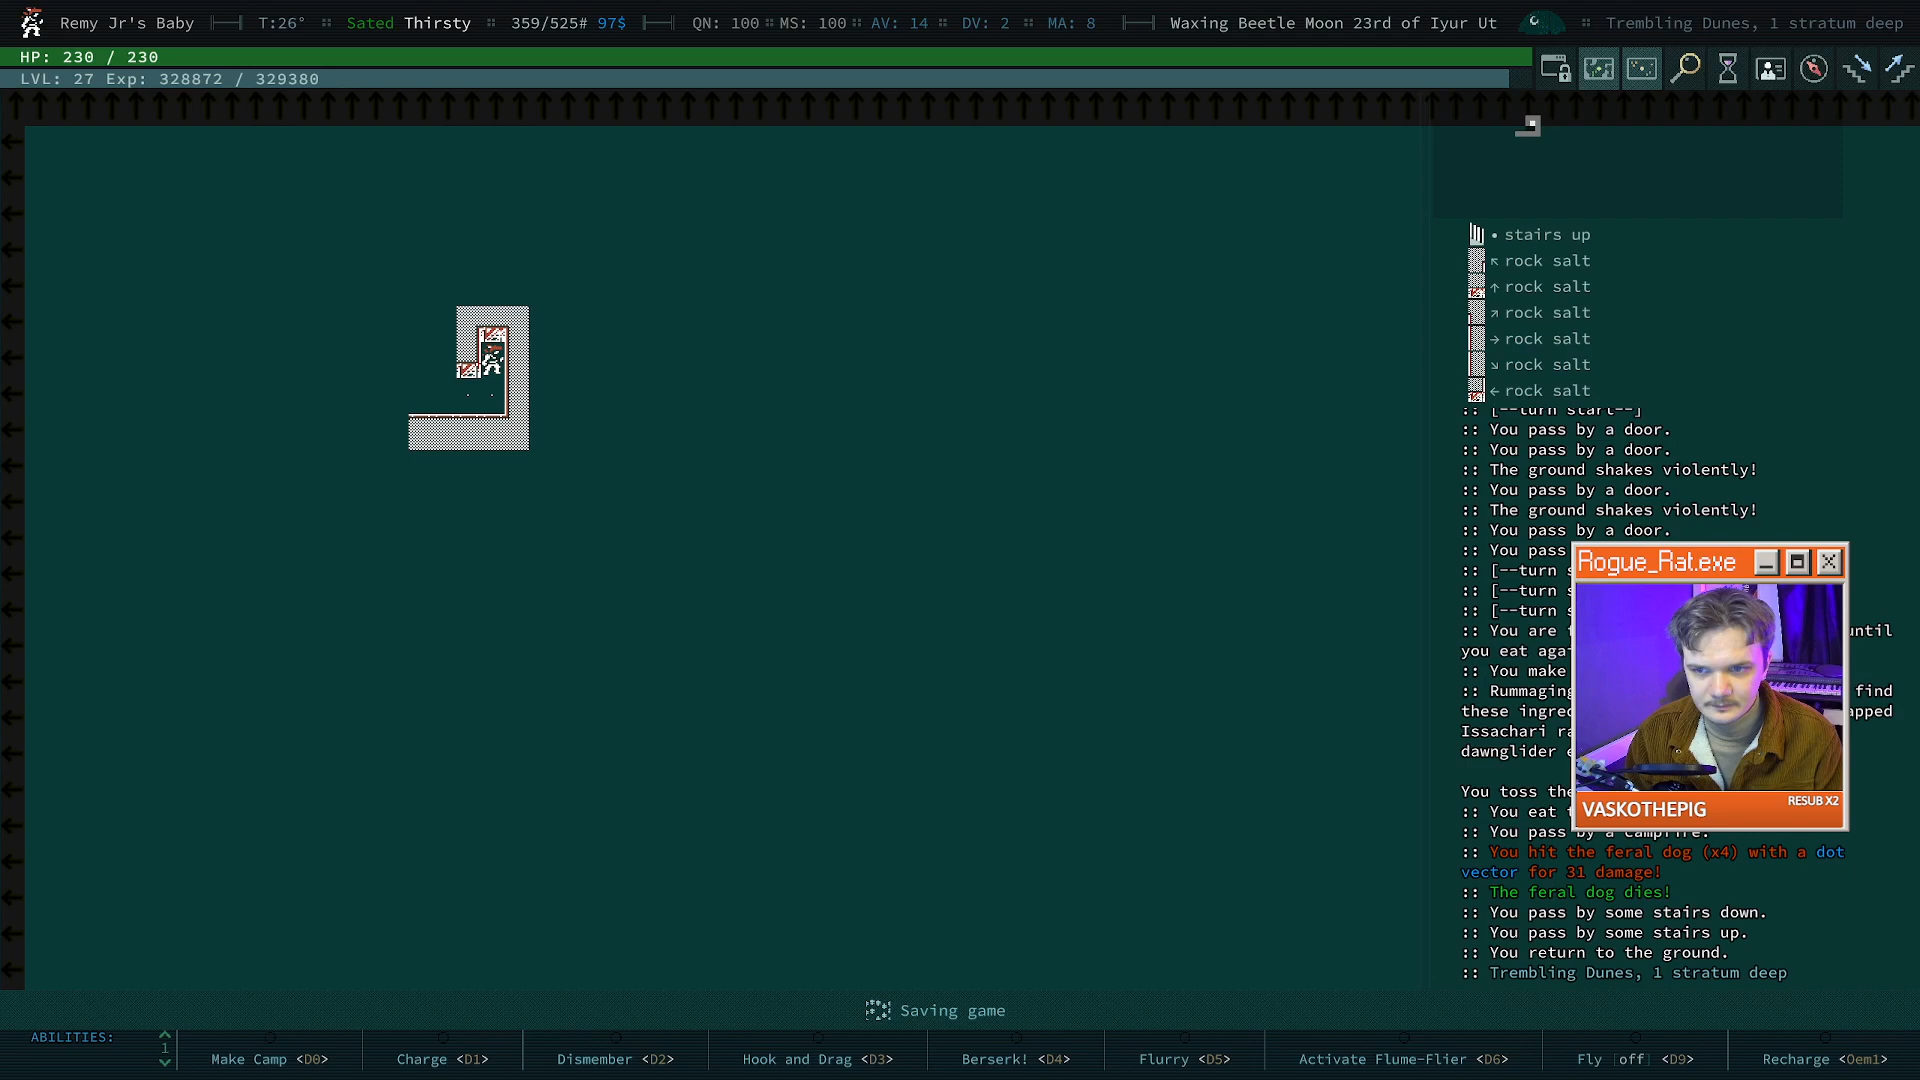 Remy Jr's Baby T:26° Sated Thirsty 359/525# 97$ QN: 100 MS: 100 AV: 14 DV: 2 MA: 8 Waxing Beetle Moon 23rd of Iyur Ut Trembling Dunes, 1 stratum deep
HP: 230 / 230
LVL: 27 Exp: 328872 / 329380
stairs up
rock salt
rock salt
rock salt
rock salt
rock salt
rock salt
:: [--turn start--]
:: You pass by a door.
:: You pass by a door.
:: The ground shakes violently!
:: You pass by a door.
:: The ground shakes violently!
:: You pass by a door.
:: You pass
:: [--turn
:: [--turn
:: [--turn
:: You are until
you eat
:: You make
:: Rummaging find
these
Issachari
dawnglider
You toss
:: You eat
:: You pass by a campfire.
:: You hit the feral dog (x4) with a dot
vector for 31 damage!
:: The feral dog dies!
:: You pass by some stairs down.
:: You pass by some stairs up.
:: You return to the ground.
:: Trembling Dunes, 1 stratum deep
Rogue_Rat.exe
VASKOTHEPIG RESUB X2
Saving game
ABILITIES: 1
Make Camp <D0> Charge <D1> Dismember <D2> Hook and Drag <D3> Berserk! <D4> Flurry <D5> Activate Flume-Flier <D6> Fly [off] <D9> Recharge <Oem1>